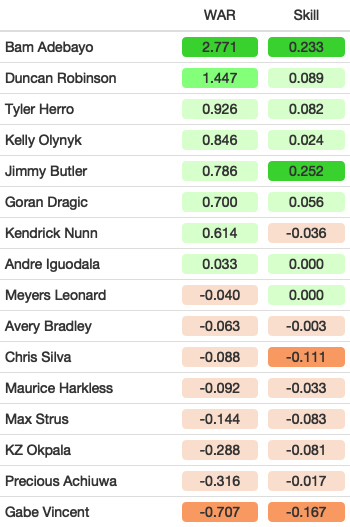 WAR Skill
Bam Adebayo 2.771 0.233
Duncan Robinson 1.447 0.089
Tyler Herro 0.926 0.082
Kelly Olynyk 0.846 0.024
Jimmy Butler 0.786 0.252
Goran Dragic 0.700 0.056
Kendrick Nunn 0.614 -0.036
Andre Iguodala 0.033 0.000
Meyers Leonard -0.040 0.000
Avery Bradley -0.063 -0.003
Chris Silva -0.088 -0.111
Maurice Harkless -0.092 -0.033
Max Strus -0.144 -0.083
KZ Okpala -0.288 -0.081
Precious Achiuwa -0.316 -0.017
Gabe Vincent -0.707 -0.167